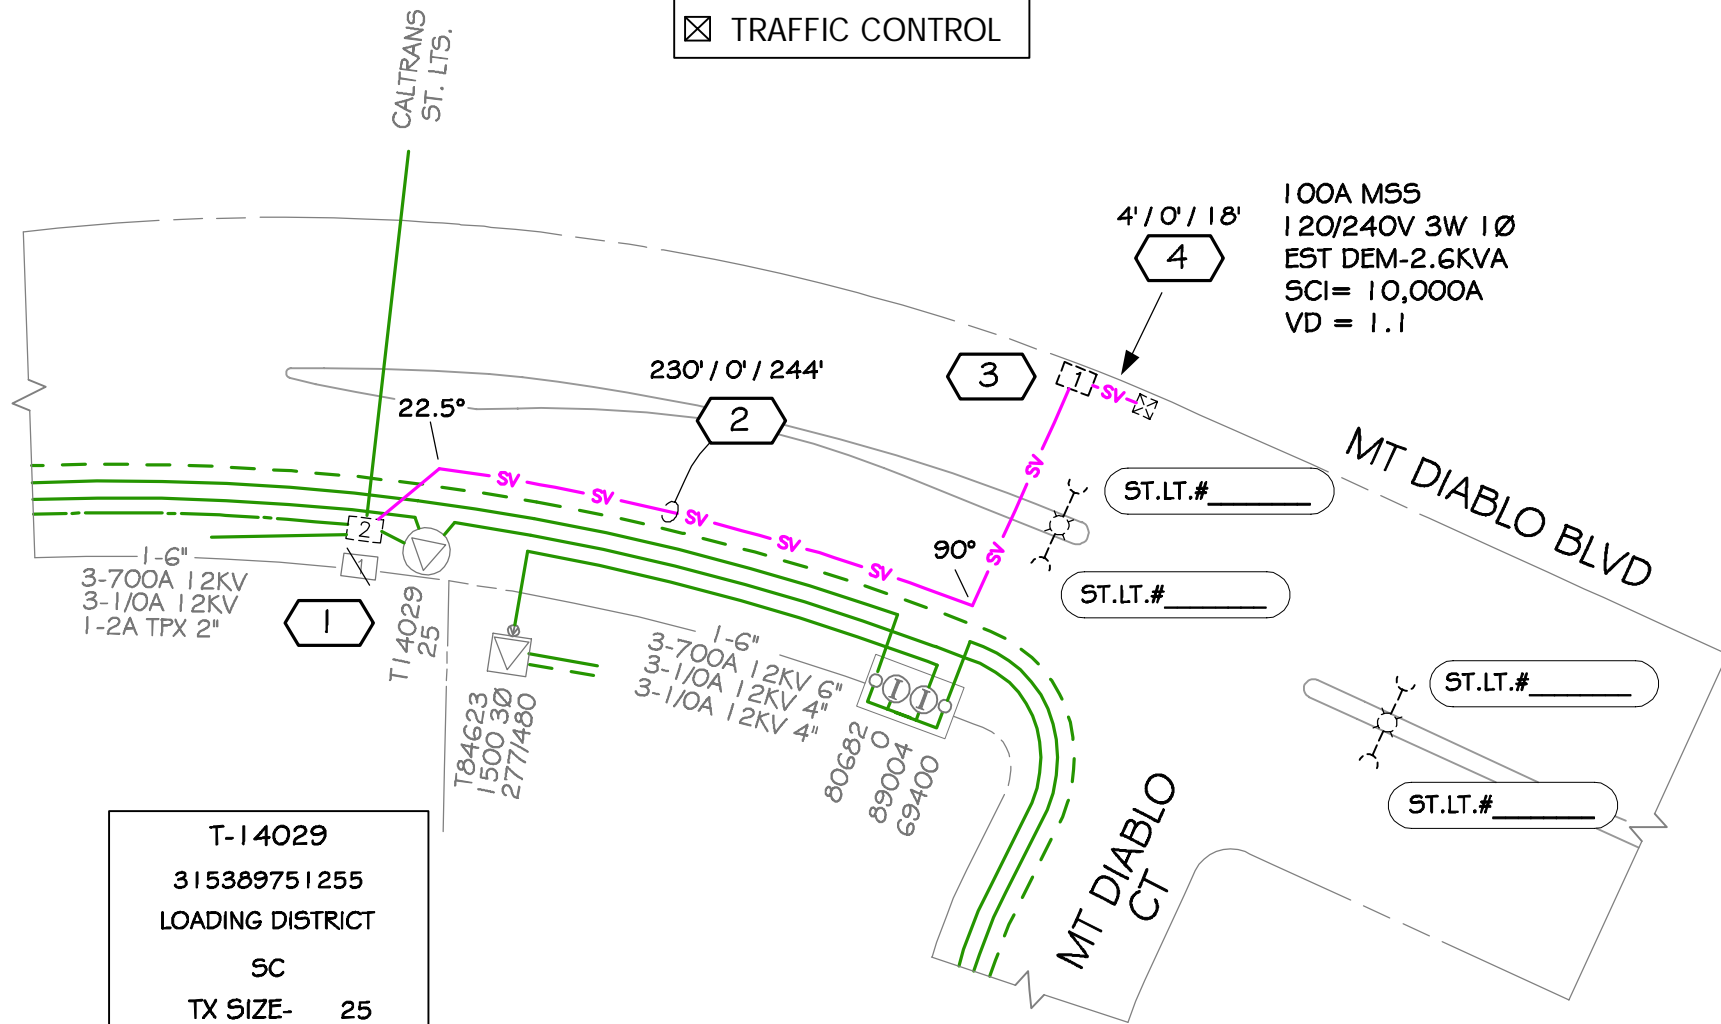 TRAFFIC CONTROL
CALTRANS
ST. LTS.
4' / 0' / 18'
4
100A MSS
120/240V 3W 1Ø
EST DEM-2.6KVA
SCI= 10,000A
VD = 1.1
230' / 0' / 244'
2
3
1
SV
22.5°
SV
SV
SV
SV
SV
SV
SV
90°
ST.LT.#________
ST.LT.#________
MT DIABLO BLVD
2
1
1-6"
3-700A 12KV
3-1/0A 12KV
1-2A TPX 2"
1
T14029
25
T84623
1500 3Ø
277/480
1-6"
3-700A 12KV 6"
3-1/0A 12KV 4"
3-1/0A 12KV 4"
I
I
80682
0
89004
69400
ST.LT.#________
ST.LT.#________
MT DIABLO
CT
T-14029
315389751255
LOADING DISTRICT
SC
TX SIZE- 25